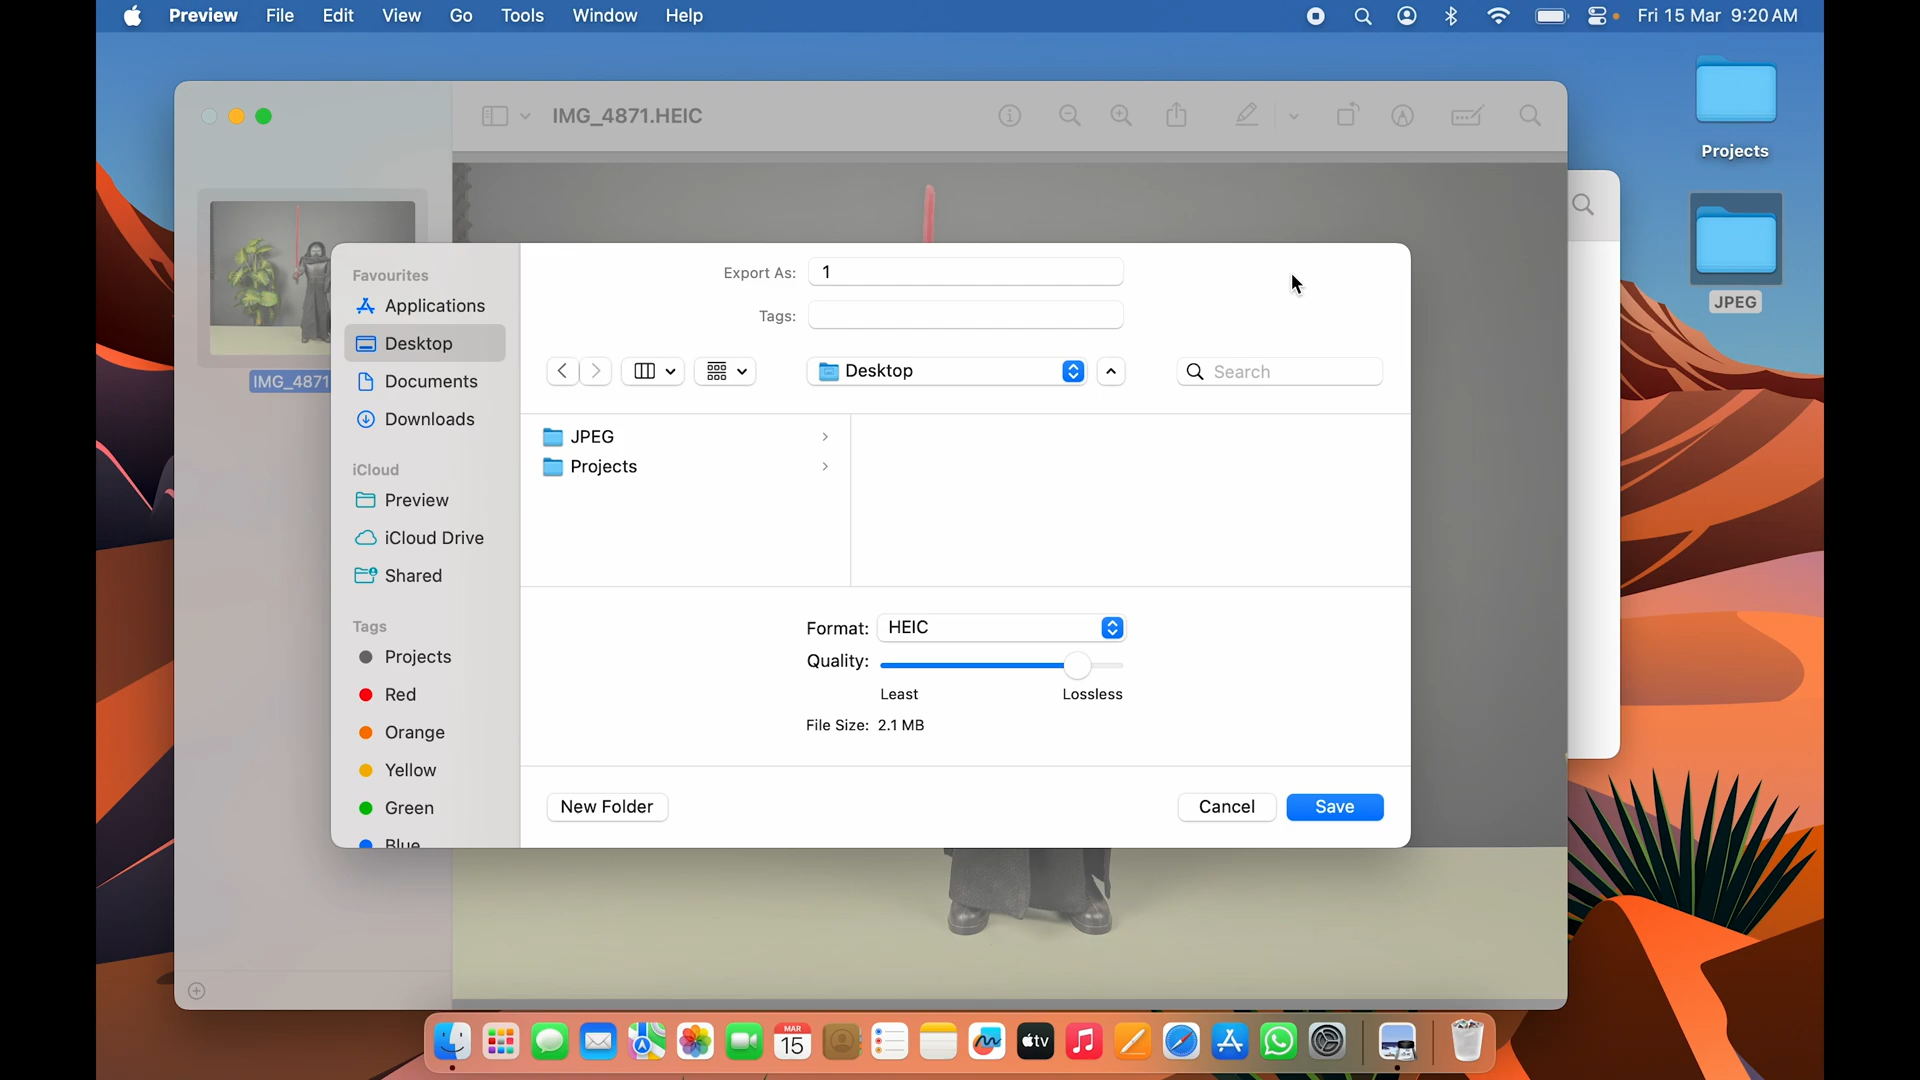 Preview File Edit View Go Tools Window Help Fri 15 Mar 9:20 AM
Projects
JPEG
IMG_4871.HEIC
IMG_4871
Favourites
Applications
Desktop
Documents
Downloads
iCloud
Preview
iCloud Drive
Shared
Tags
Projects
Red
Orange
Yellow
Green
Blue
Export As: 1
Tags:
Desktop
Search
JPEG
Projects
Format: HEIC
Quality:
Least Lossless
File Size: 2.1 MB
New Folder Cancel Save
MAR
15
tv